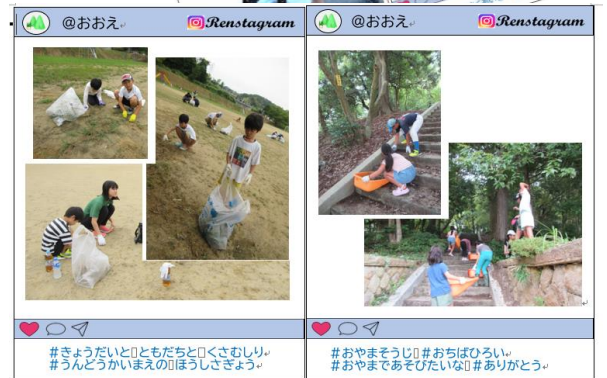 @おおえ
Renstagram
#きょうだいと▯ともだちと▯くさむしり
#うんどうかいまえの▯ほうしさぎょう
@おおえ
Renstagram
#おやまそうじ▯#おちばひろい
#おやまであそびたいな▯#ありがとう